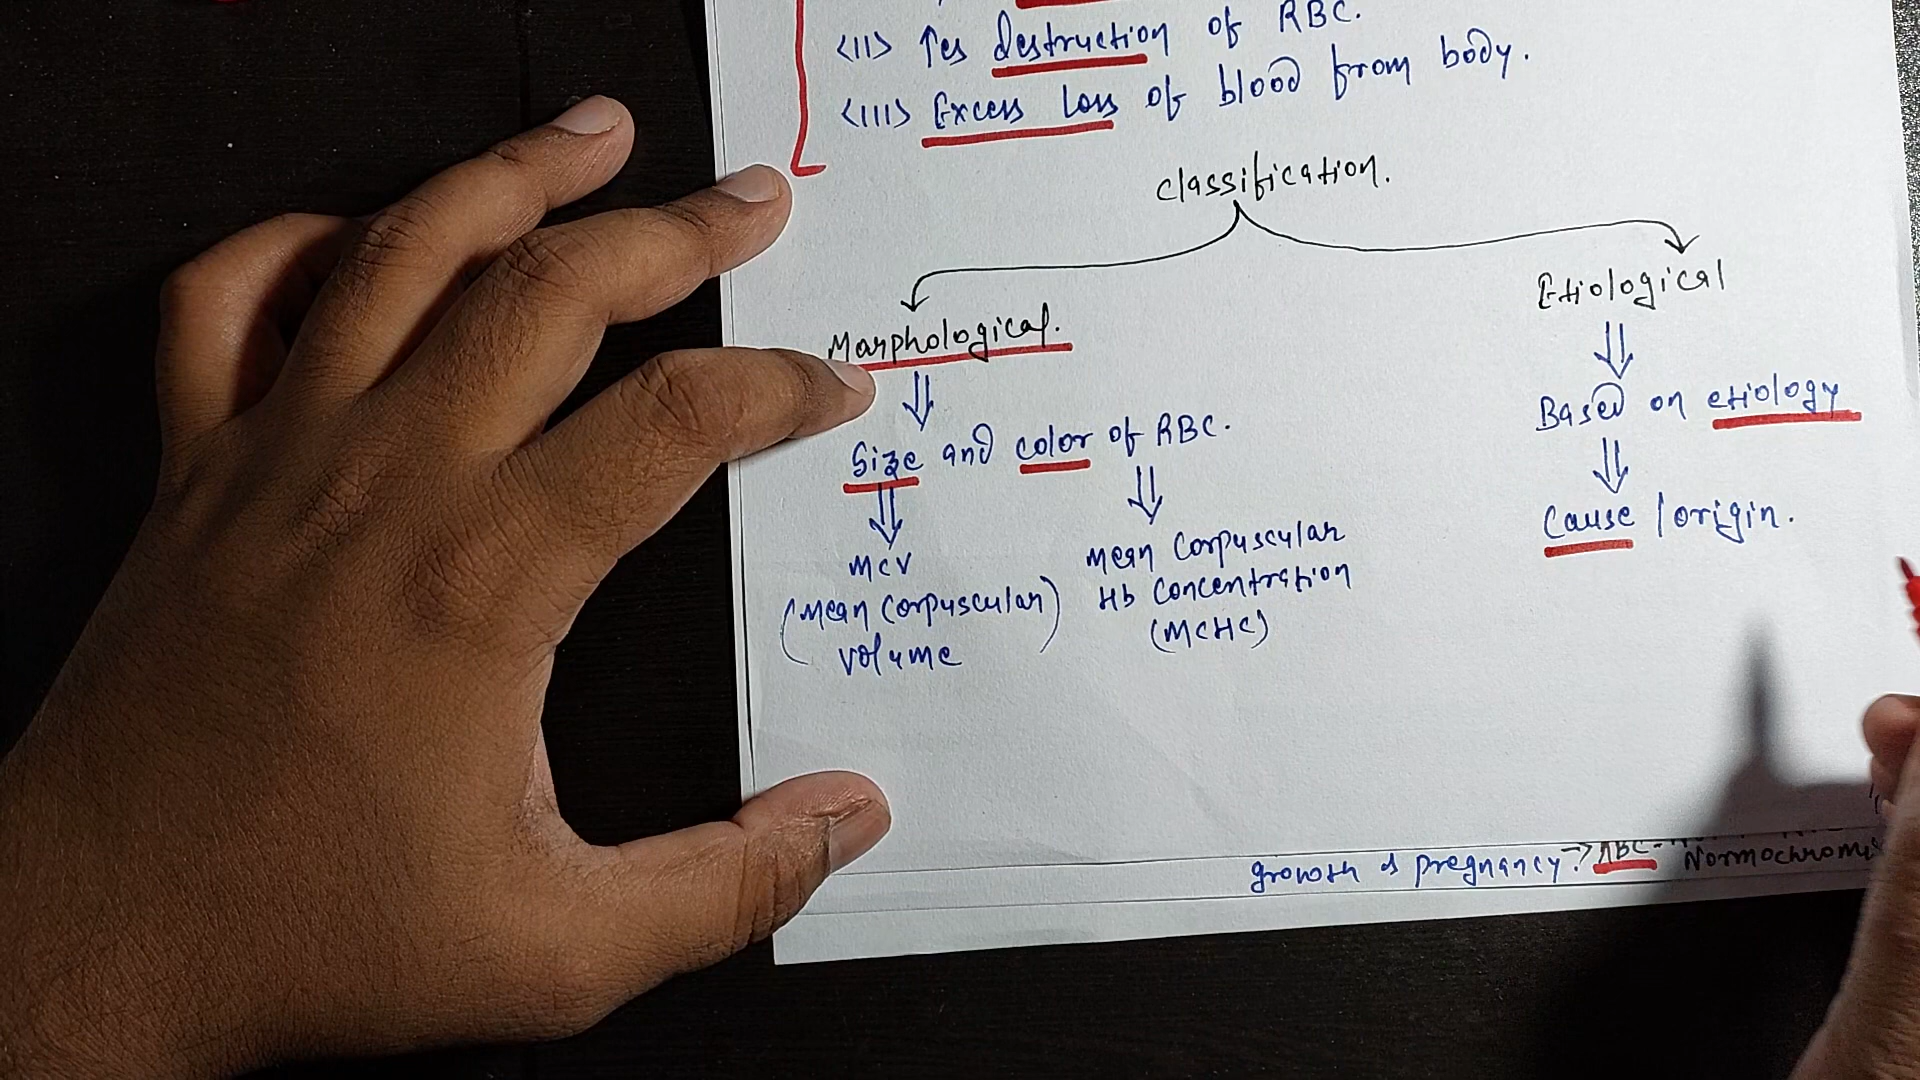 <II> ↑es destruction of RBC.
<III> Excess Loss of blood from body.
Classification.
Morphological.
Etiological
Size and color of RBC.
Based on etiology
MCV
(Mean Corpuscular)
volume
Mean Corpuscular
Hb Concentration
(MCHC)
Cause / origin.
growth & pregnancy. → RBC